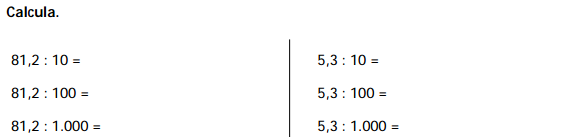 Calcula.
81,2 : 10 =
81,2 : 100 =
81,2 : 1.000 =
5,3 : 10 =
5,3 : 100 =
5,3 : 1.000 =